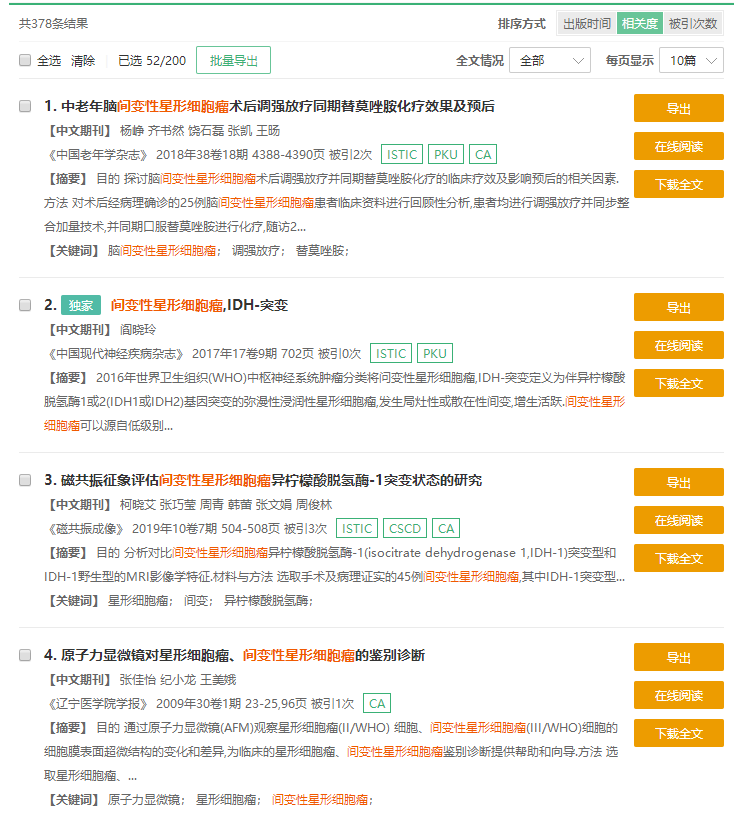 共378条结果 排序方式 出版时间 相关度 被引次数
全选 清除 已选 52/200 批量导出 全文情况 全部 每页显示 10篇
1. 中老年脑间变性星形细胞瘤术后调强放疗同期替莫唑胺化疗效果及预后
导出
【中文期刊】 杨峥 齐书然 饶石磊 张凯 王旸
在线阅读
《中国老年学杂志》 2018年38卷18期 4388-4390页 被引2次 ISTIC PKU CA
【摘要】 目的 探讨脑间变性星形细胞瘤术后调强放疗并同期替莫唑胺化疗的临床疗效及影响预后的相关因素.
下载全文
方法 对术后经病理确诊的25例脑间变性星形细胞瘤患者临床资料进行回顾性分析,患者均进行调强放疗并同步整
合加量技术,并同期口服替莫唑胺进行化疗,随访2...
【关键词】 脑间变性星形细胞瘤； 调强放疗； 替莫唑胺；
2. 独家 间变性星形细胞瘤,IDH-突变
导出
【中文期刊】 阎晓玲
在线阅读
《中国现代神经疾病杂志》 2017年17卷9期 702页 被引0次 ISTIC PKU
【摘要】 2016年世界卫生组织(WHO)中枢神经系统肿瘤分类将间变性星形细胞瘤,IDH-突变定义为伴异柠檬酸
下载全文
脱氢酶1或2(IDH1或IDH2)基因突变的弥漫性浸润性星形细胞瘤,发生局灶性或散在性间变,增生活跃.间变性星形
细胞瘤可以源自低级别...
3. 磁共振征象评估间变性星形细胞瘤异柠檬酸脱氢酶-1突变状态的研究
导出
【中文期刊】 柯晓艾 张巧莹 周青 韩蕾 张文娟 周俊林
在线阅读
《磁共振成像》 2019年10卷7期 504-508页 被引3次 ISTIC CSCD CA
【摘要】 目的 分析对比间变性星形细胞瘤异柠檬酸脱氢酶-1(isocitrate dehydrogenase 1,IDH-1)突变型和
下载全文
IDH-1野生型的MRI影像学特征.材料与方法 选取手术及病理证实的45例间变性星形细胞瘤,其中IDH-1突变型...
【关键词】 星形细胞瘤； 间变； 异柠檬酸脱氢酶；
4. 原子力显微镜对星形细胞瘤、间变性星形细胞瘤的鉴别诊断
导出
【中文期刊】 张佳怡 纪小龙 王美娥
在线阅读
《辽宁医学院学报》 2009年30卷1期 23-25,96页 被引1次 CA
【摘要】 目的 通过原子力显微镜(AFM)观察星形细胞瘤(II/WHO) 细胞、间变性星形细胞瘤(III/WHO)细胞的
下载全文
细胞膜表面超微结构的变化和差异,为临床的星形细胞瘤、间变性星形细胞瘤鉴别诊断提供帮助和向导.方法 选
取星形细胞瘤、...
【关键词】 原子力显微镜； 星形细胞瘤； 间变性星形细胞瘤；